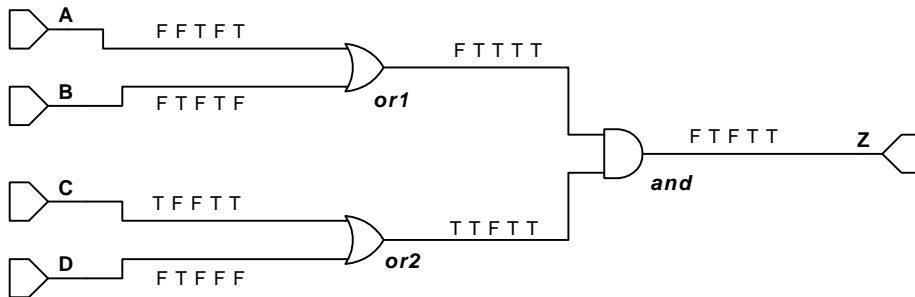 A
F F T F T
F T T T T
B
F T F T F
or1
F T F T T
Z
and
C
T F F T T
T T F T T
D
F T F F F
or2